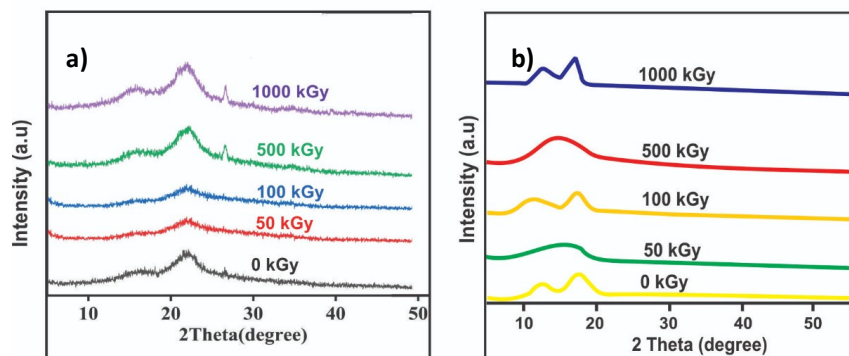 a)
1000 kGy
500 kGy
100 kGy
50 kGy
0 kGy
Intensity (a.u)
10 20 30 40 50
2Theta(degree)
b)
1000 kGy
500 kGy
100 kGy
50 kGy
0 kGy
Intensity (a.u)
10 20 30 40 50
2 Theta (degree)